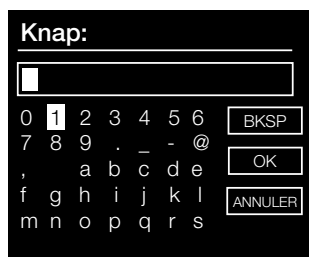 Knap:
0 1 2 3 4 5 6 BKSP
7 8 9 . _ - @
, a b c d e OK
f g h i j k l ANNULER
m n o p q r s